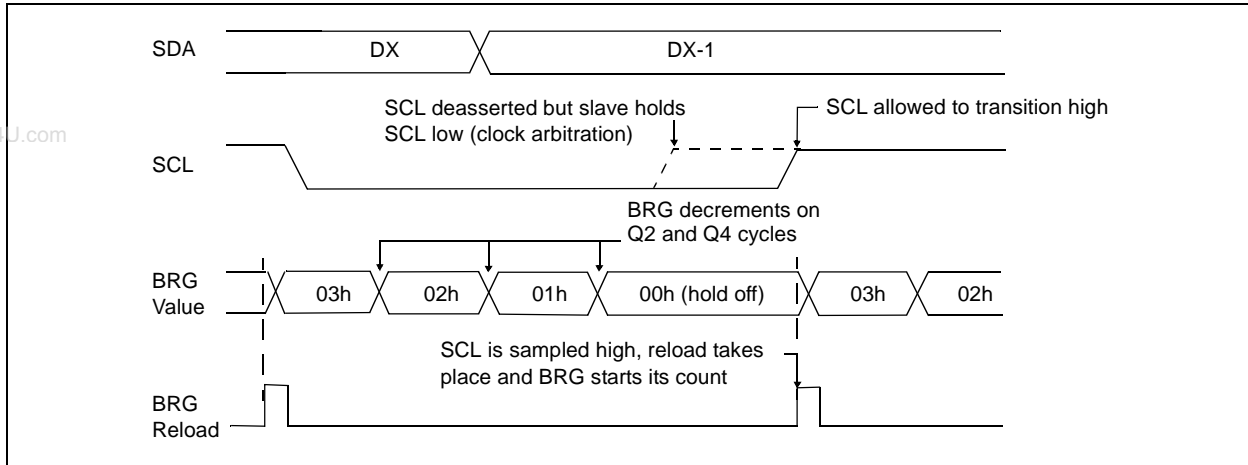 SDA
DX
DX-1
SCL deasserted but slave holds
SCL low (clock arbitration)
SCL allowed to transition high
4U.com
SCL
BRG decrements on
Q2 and Q4 cycles
BRG
Value
03h
02h
01h
00h (hold off)
03h
02h
SCL is sampled high, reload takes
place and BRG starts its count
BRG
Reload